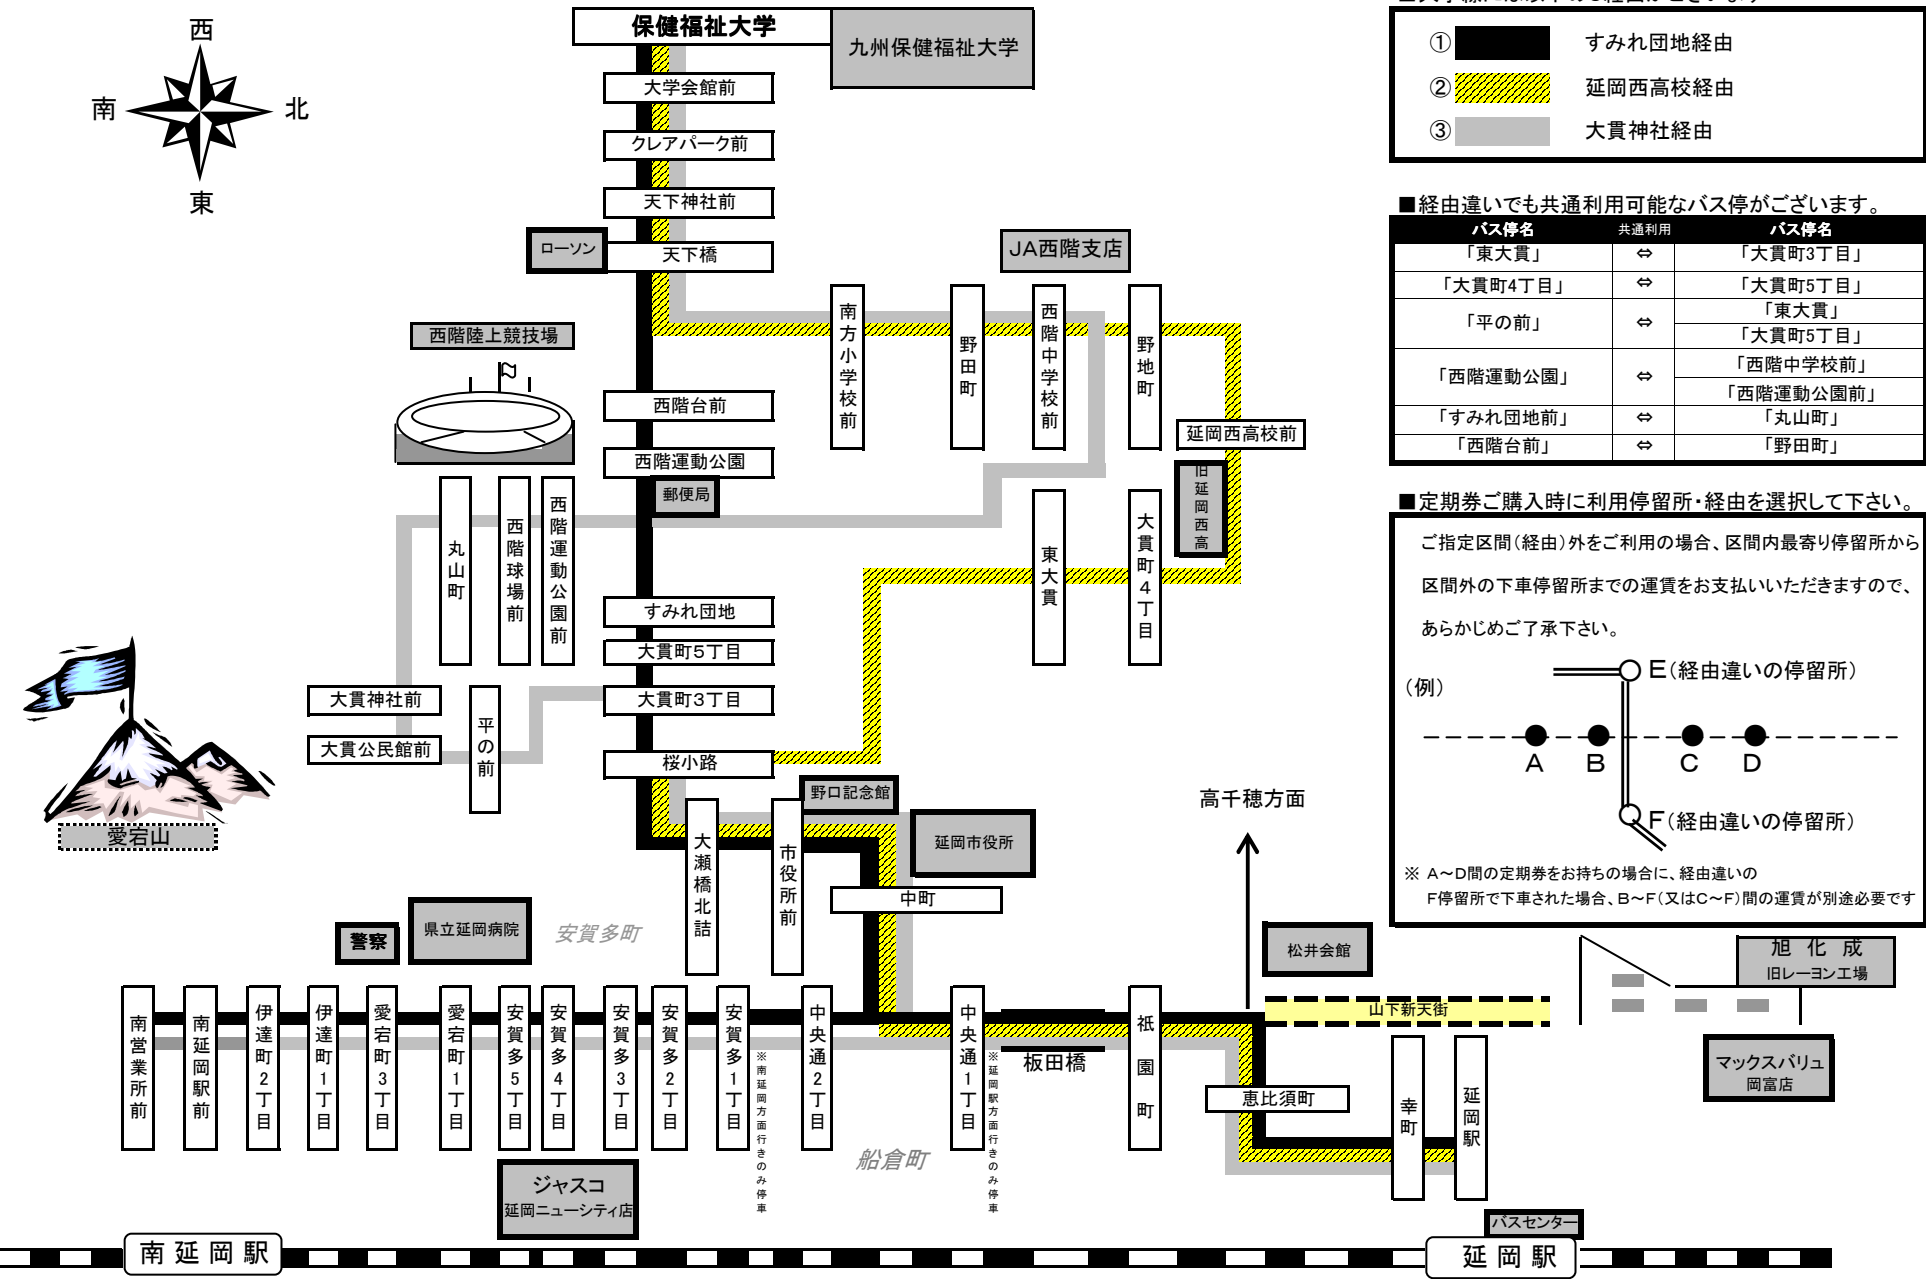 西
南
北
東
保健福祉大学
九州保健福祉大学
大学会館前
クレアパーク前
天下神社前
ローソン
天下橋
JA西階支店
西階陸上競技場
南方小学校前
野田町
西階中学校前
野地町
西階台前
延岡西高校前
西階運動公園
郵便局
旧延岡西高
丸山町
西階球場前
西階運動公園前
東大貫
大貫町4丁目
すみれ団地
大貫町5丁目
大貫神社前
平の前
大貫町3丁目
大貫公民館前
桜小路
愛宕山
野口記念館
大瀬橋北詰
市役所前
延岡市役所
中町
高千穂方面
警察
県立延岡病院
安賀多町
松井会館
旭化成
旧レーヨン工場
山下新天街
南営業所前
南延岡駅前
伊達町2丁目
伊達町1丁目
愛宕町3丁目
愛宕町1丁目
安賀多5丁目
安賀多4丁目
安賀多3丁目
安賀多2丁目
安賀多1丁目
※南延岡方面行きのみ停車
中央通2丁目
中央通1丁目
※延岡駅方面行きのみ停車
板田橋
祇園町
恵比須町
幸町
延岡駅
マックスバリュ
岡富店
船倉町
ジャスコ
延岡ニューシティ店
バスセンター
南延岡駅
延岡駅
① すみれ団地経由
② 延岡西高校経由
③ 大貫神社経由
■経由違いでも共通利用可能なバス停がございます。
バス停名 共通利用 バス停名
「東大貫」 ⇔ 「大貫町3丁目」
「大貫町4丁目」 ⇔ 「大貫町5丁目」
「平の前」 ⇔ 「東大貫」
「大貫町5丁目」
「西階運動公園」 ⇔ 「西階中学校前」
「西階運動公園前」
「すみれ団地前」 ⇔ 「丸山町」
「西階台前」 ⇔ 「野田町」
■定期券ご購入時に利用停留所・経由を選択して下さい。
ご指定区間(経由)外をご利用の場合、区間内最寄り停留所から
区間外の下車停留所までの運賃をお支払いいただきますので、
あらかじめご了承下さい。
(例)
E(経由違いの停留所)
A B C D
F(経由違いの停留所)
※ A～D間の定期券をお持ちの場合に、経由違いの
F停留所で下車された場合、B～F(又はC～F)間の運賃が別途必要です